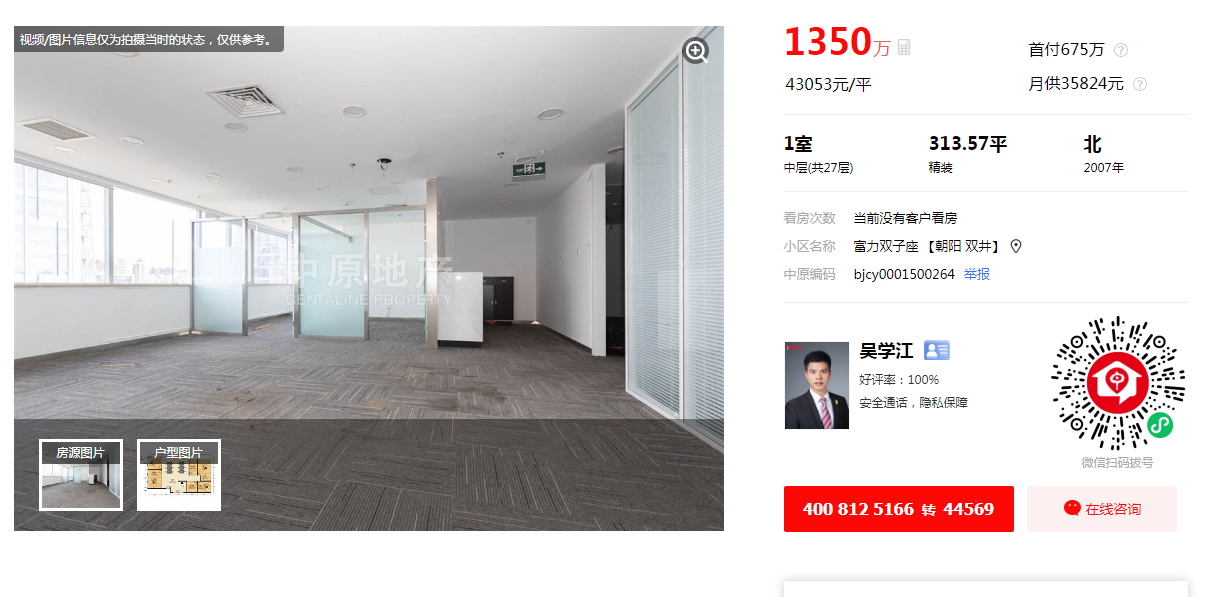 视频/图片信息仅为拍摄当时的状态，仅供参考。
中原地产
CENTALINE PROPERTY
房源图片
户型图片
1350万
首付675万
43053元/平
月供35824元
1室
313.57平
北
中层(共27层)
精装
2007年
看房次数 当前没有客户看房
小区名称 富力双子座 【朝阳 双井】
中原编码 bjcy0001500264 举报
吴学江
好评率：100%
安全通话，隐私保障
微信扫码拨号
400 812 5166 转 44569
在线咨询